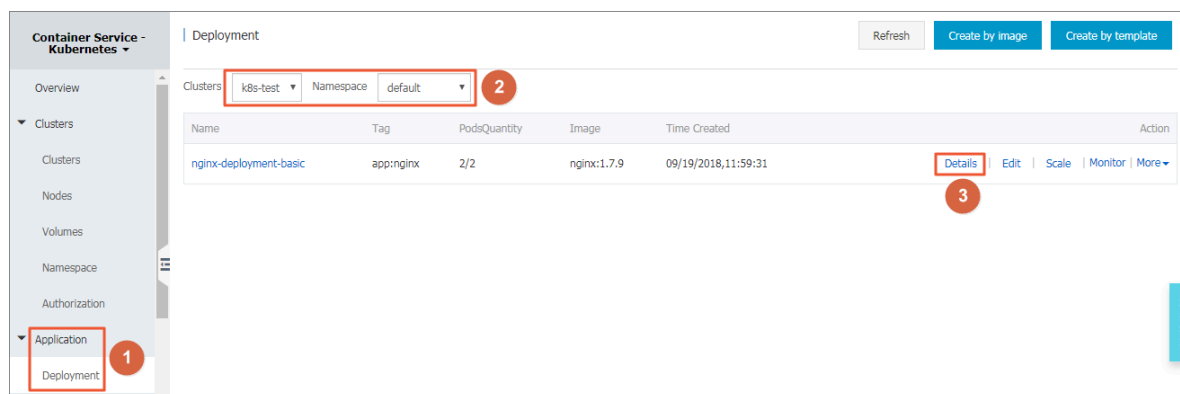 Container Service -
Kubernetes
Overview
Clusters
Clusters
Nodes
Volumes
Namespace
Authorization
Application
Deployment
1
Deployment
Refresh
Create by image
Create by template
Clusters k8s-test Namespace default 2
Name Tag PodsQuantity Image Time Created Action
nginx-deployment-basic app:nginx 2/2 nginx:1.7.9 09/19/2018,11:59:31 Details | Edit | Scale | Monitor | More
3